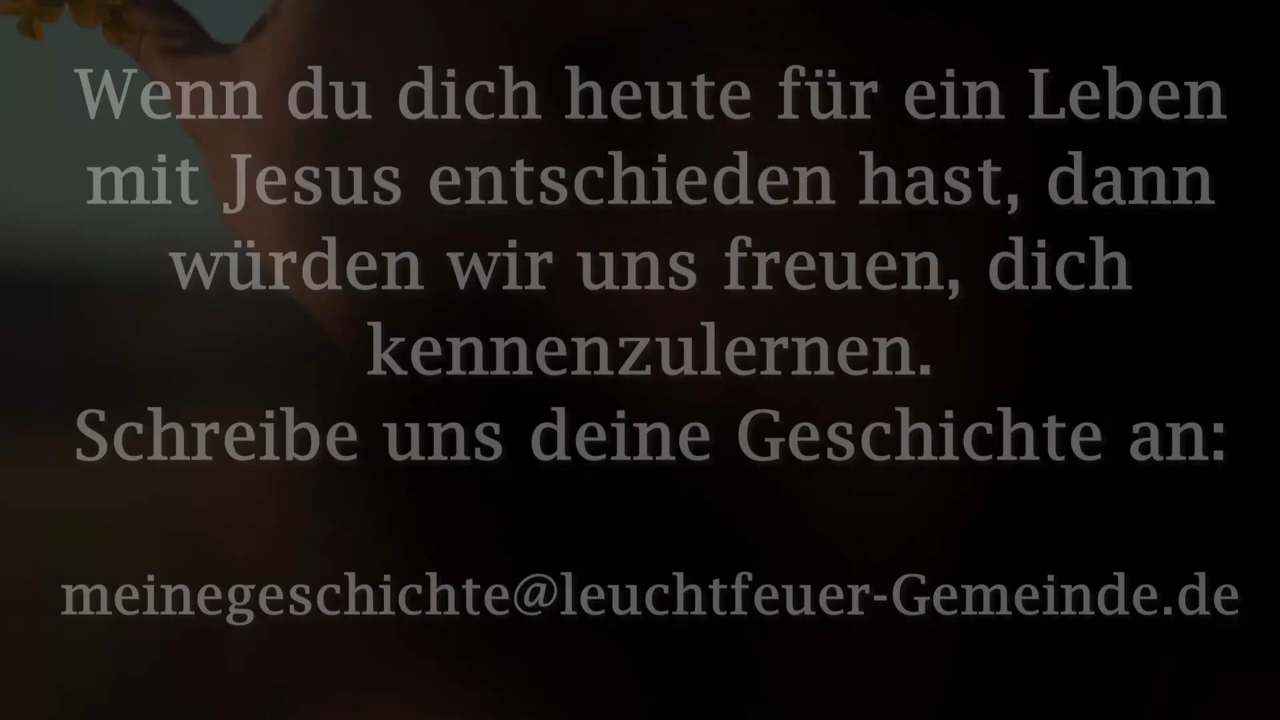 Wenn du dich heute für ein Leben
mit Jesus entschieden hast, dann
würden wir uns freuen, dich
kennenzulernen.
Schreibe uns deine Geschichte an:
meinegeschichte@leuchtfeuer-Gemeinde.de